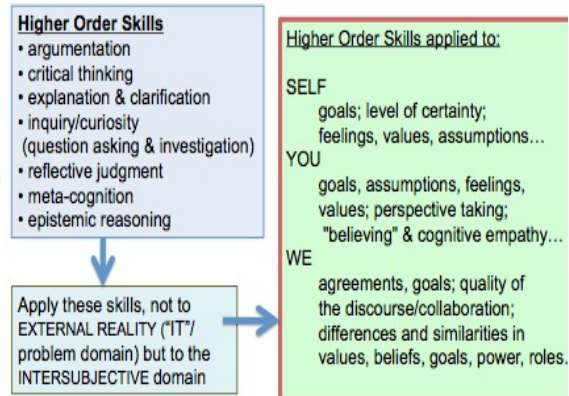 Higher Order Skills
• argumentation
• critical thinking
• explanation & clarification
• inquiry/curiosity
(question asking & investigation)
• reflective judgment
• meta-cognition
• epistemic reasoning
Apply these skills, not to
EXTERNAL REALITY ("IT"/
problem domain) but to the
INTERSUBJECTIVE domain
Higher Order Skills applied to:
SELF
goals; level of certainty;
feelings, values, assumptions…
YOU
goals, assumptions, feelings,
values; perspective taking;
"believing" & cognitive empathy…
WE
agreements, goals; quality of
the discourse/collaboration;
differences and similarities in
values, beliefs, goals, power, roles…